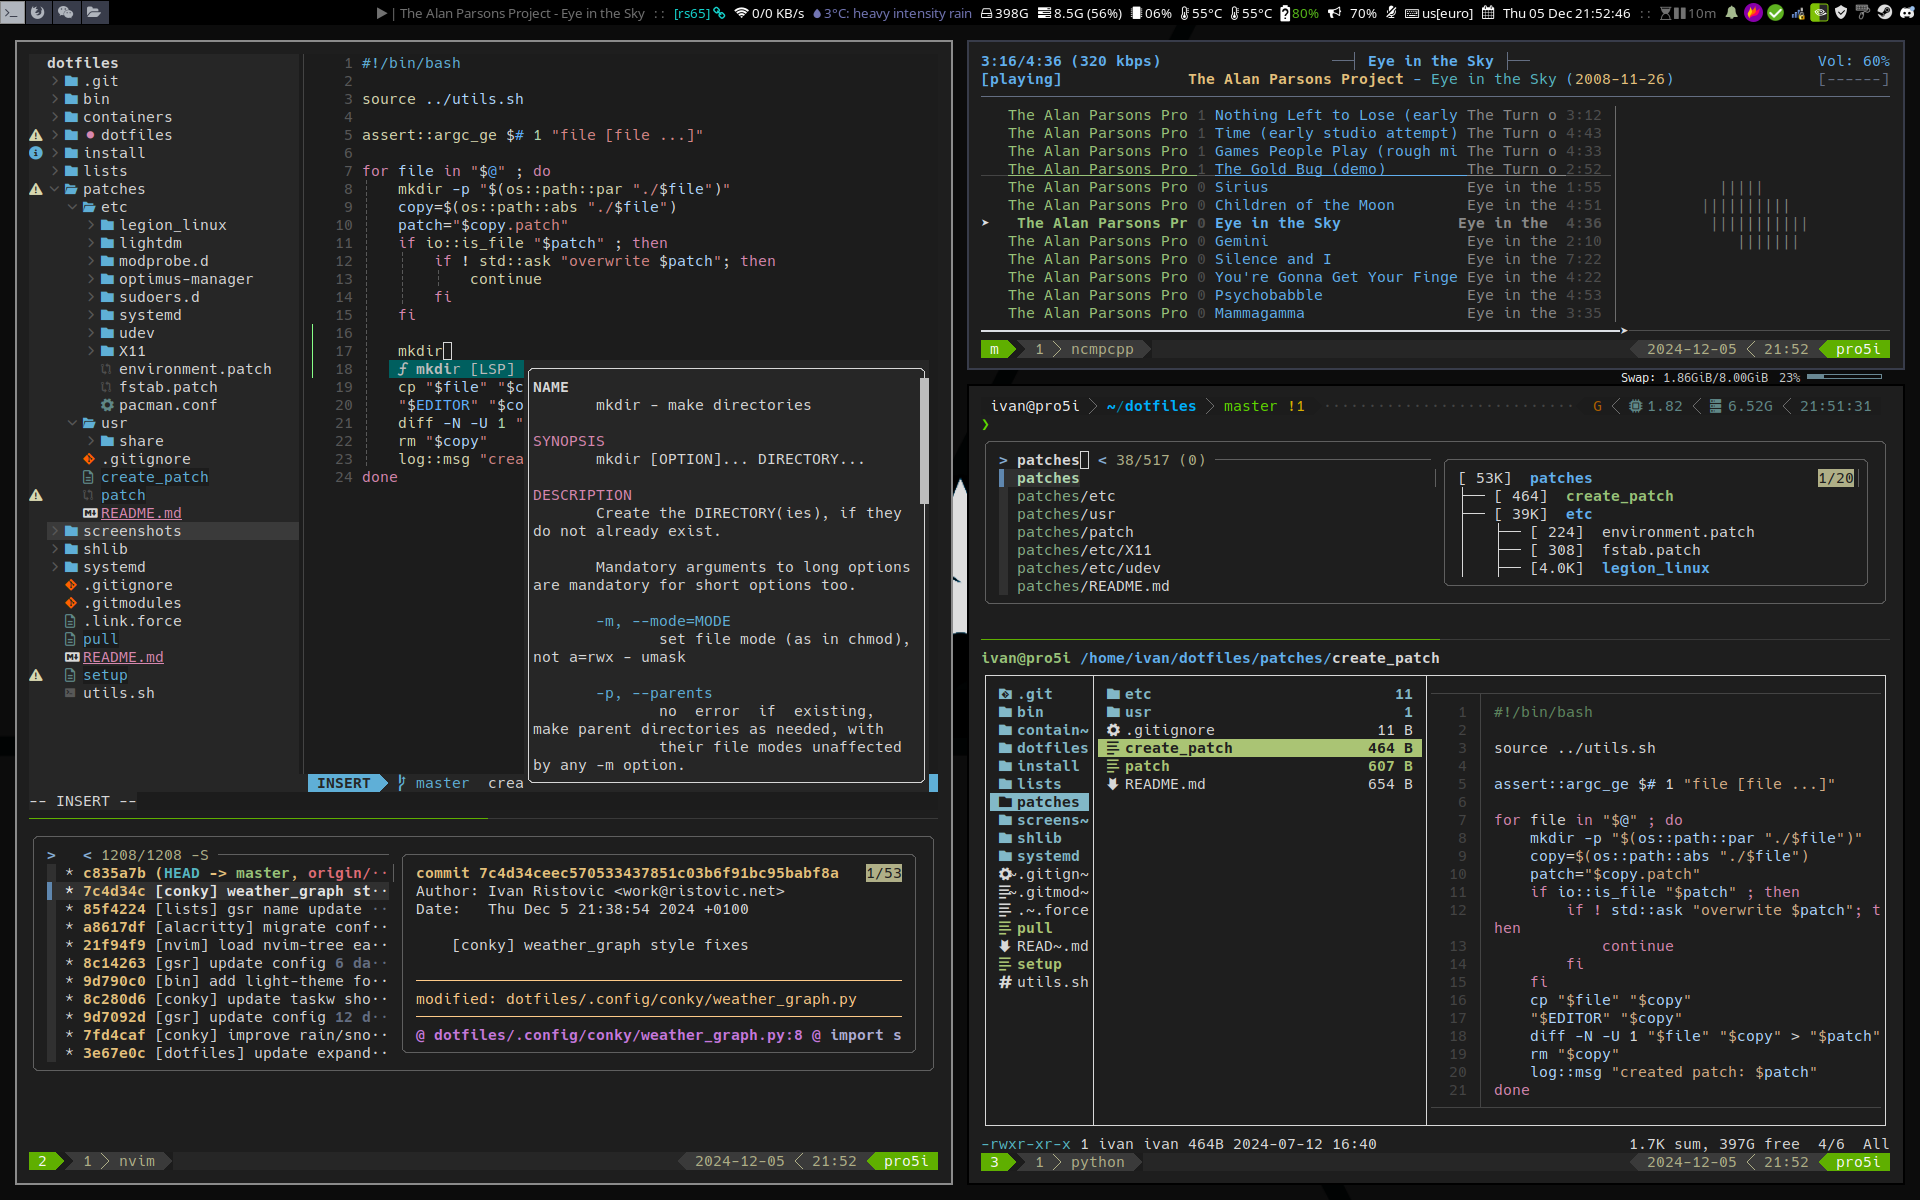 ▶ | The Alan Parsons Project - Eye in the Sky :: [rs65] 0/0 KB/s 3°C: heavy intensity rain 398G 8.5G (56%) 06% 55°C 55°C 80% 70% us[euro] Thu 05 Dec 21:52:46 :: 10m
dotfiles
.git
bin
containers
dotfiles
install
lists
patches
etc
legion_linux
lightdm
modprobe.d
optimus-manager
sudoers.d
systemd
udev
X11
environment.patch
fstab.patch
pacman.conf
usr
share
.gitignore
create_patch
patch
README.md
screenshots
shlib
systemd
.gitignore
.gitmodules
.link.force
pull
README.md
setup
utils.sh
1 #!/bin/bash
2
3 source ../utils.sh
4
5 assert::argc_ge $# 1 "file [file ...]"
6
7 for file in "$@" ; do
8     mkdir -p "$(os::path::par "./$file")"
9     copy=$(os::path::abs "./$file")
10     patch="$copy.patch"
11     if io::is_file "$patch" ; then
12         if ! std::ask "overwrite $patch"; then
13             continue
14         fi
15     fi
16
17     mkdir
18 ƒ mkdir [LSP]
19     cp "$file" "$c
20     "$EDITOR" "$co
21     diff -N -U 1 "
22     rm "$copy"
23     log::msg "crea
24 done
NAME
mkdir - make directories
SYNOPSIS
mkdir [OPTION]... DIRECTORY...
DESCRIPTION
Create the DIRECTORY(ies), if they
do not already exist.
Mandatory arguments to long options
are mandatory for short options too.
-m, --mode=MODE
set file mode (as in chmod),
not a=rwx - umask
-p, --parents
no error if existing,
make parent directories as needed, with
their file modes unaffected
by any -m option.
INSERT master crea
-- INSERT --
> < 1208/1208 -S
* c835a7b (HEAD -> master, origin/··
* 7c4d34c [conky] weather_graph st··
* 85f4224 [lists] gsr name update ··
* a8617df [alacritty] migrate conf··
* 21f94f9 [nvim] load nvim-tree ea··
* 8c14263 [gsr] update config 6 da··
* 9d790c0 [bin] add light-theme fo··
* 8c280d6 [conky] update taskw sho··
* 9d7092d [gsr] update config 12 d··
* 7fd4caf [conky] improve rain/sno··
* 3e67e0c [dotfiles] update expand··
commit 7c4d34ceec570533437851c03b6f91bc95babf8a 1/53
Author: Ivan Ristovic <work@ristovic.net>
Date:   Thu Dec 5 21:38:54 2024 +0100
[conky] weather_graph style fixes
modified: dotfiles/.config/conky/weather_graph.py
@ dotfiles/.config/conky/weather_graph.py:8 @ import s
2 1 nvim 2024-12-05 21:52 pro5i
3:16/4:36 (320 kbps) Eye in the Sky Vol: 60%
[playing] The Alan Parsons Project - Eye in the Sky (2008-11-26) [------]
The Alan Parsons Pro 1 Nothing Left to Lose (early The Turn o 3:12
The Alan Parsons Pro 1 Time (early studio attempt) The Turn o 4:43
The Alan Parsons Pro 1 Games People Play (rough mi The Turn o 4:33
The Alan Parsons Pro 1 The Gold Bug (demo) The Turn o 2:52
The Alan Parsons Pro 0 Sirius Eye in the 1:55
The Alan Parsons Pro 0 Children of the Moon Eye in the 4:51
The Alan Parsons Pr 0 Eye in the Sky Eye in the 4:36
The Alan Parsons Pro 0 Gemini Eye in the 2:10
The Alan Parsons Pro 0 Silence and I Eye in the 7:22
The Alan Parsons Pro 0 You're Gonna Get Your Finge Eye in the 4:22
The Alan Parsons Pro 0 Psychobabble Eye in the 4:53
The Alan Parsons Pro 0 Mammagamma Eye in the 3:35
m 1 ncmpcpp 2024-12-05 21:52 pro5i
Swap: 1.86GiB/8.00GiB 23%
ivan@pro5i ~/dotfiles master !1 G 1.82 6.52G 21:51:31
❯
> patches < 38/517 (0)
patches
patches/etc
patches/usr
patches/patch
patches/etc/X11
patches/etc/udev
patches/README.md
[ 53K] patches 1/20
├── [ 464] create_patch
├── [ 39K] etc
├── [ 224] environment.patch
├── [ 308] fstab.patch
├── [4.0K] legion_linux
ivan@pro5i /home/ivan/dotfiles/patches/create_patch
.git
bin
contain~
dotfiles
install
lists
patches
screens~
shlib
systemd
~.gitign~
~.gitmod~
.~.force
pull
READ~.md
setup
# utils.sh
etc 11
usr 1
.gitignore 11 B
create_patch 464 B
patch 607 B
README.md 654 B
1 #!/bin/bash
2
3 source ../utils.sh
4
5 assert::argc_ge $# 1 "file [file ...]"
6
7 for file in "$@" ; do
8     mkdir -p "$(os::path::par "./$file")"
9     copy=$(os::path::abs "./$file")
10     patch="$copy.patch"
11     if io::is_file "$patch" ; then
12         if ! std::ask "overwrite $patch"; t
hen
13             continue
14         fi
15     fi
16     cp "$file" "$copy"
17     "$EDITOR" "$copy"
18     diff -N -U 1 "$file" "$copy" > "$patch"
19     rm "$copy"
20     log::msg "created patch: $patch"
21 done
-rwxr-xr-x 1 ivan ivan 464B 2024-07-12 16:40 1.7K sum, 397G free 4/6 All
3 1 python 2024-12-05 21:52 pro5i